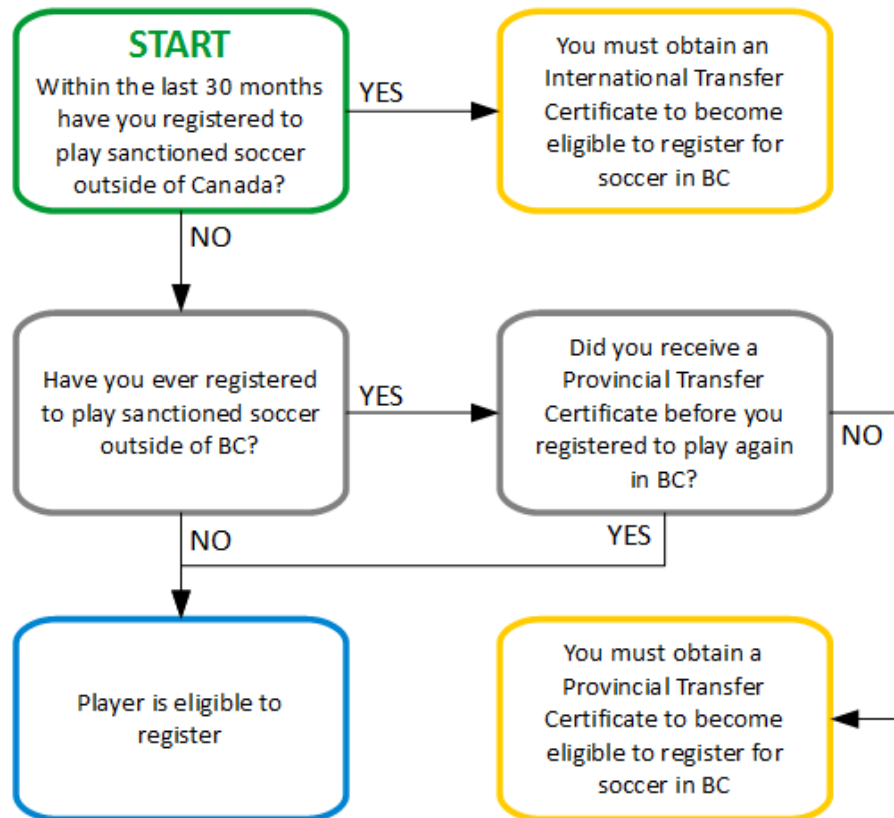 START
Within the last 30 months
have you registered to
play sanctioned soccer
outside of Canada?
YES
You must obtain an
International Transfer
Certificate to become
eligible to register for
soccer in BC
NO
Have you ever registered
to play sanctioned soccer
outside of BC?
YES
Did you receive a
Provincial Transfer
Certificate before you
registered to play again
in BC?
NO
NO
YES
Player is eligible to
register
You must obtain a
Provincial Transfer
Certificate to become
eligible to register for
soccer in BC